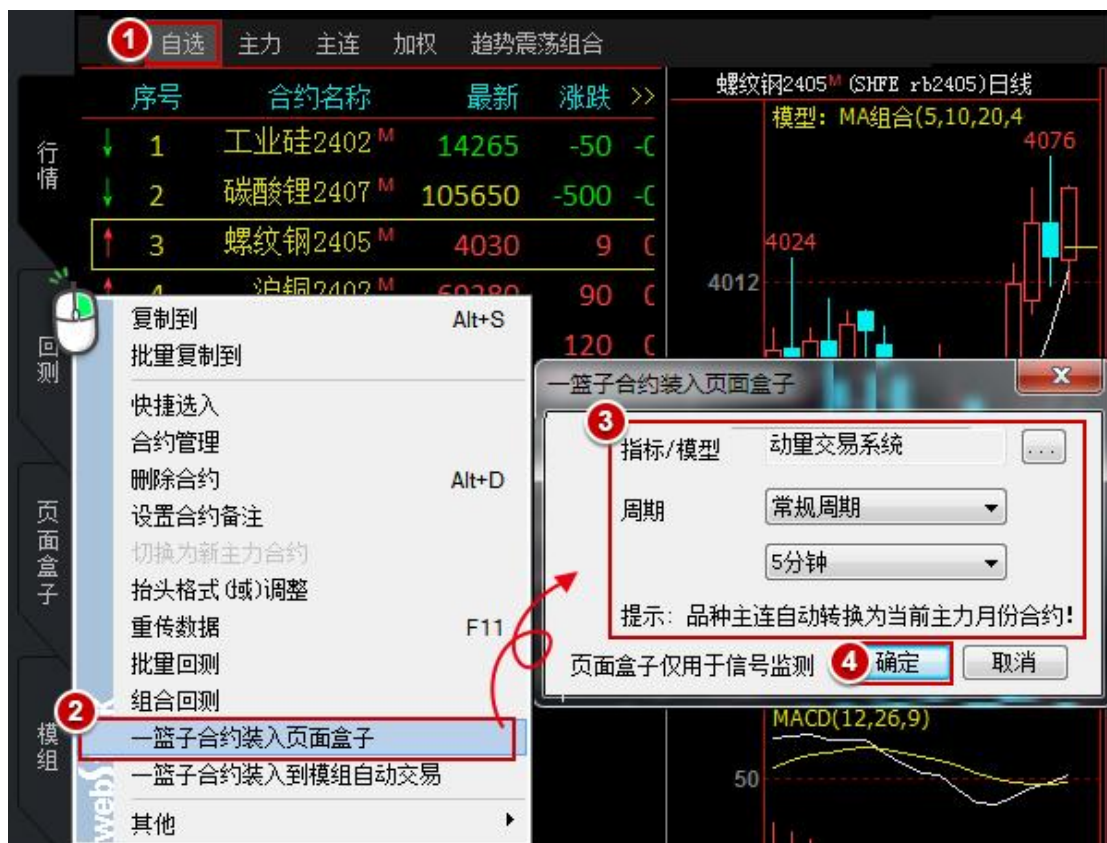 1 自选 主力 主连 加权 趋势震荡组合
序号 合约名称 最新 涨跌 >>
↓ 1 工业硅2402 M 14265 -50
↓ 2 碳酸锂2407 M 105650 -500
↑ 3 螺纹钢2405 M 4030 9
↑ 4 沪铜2402 M 69280 90
120
行情
回测
页面盒子
模组
螺纹钢2405M (SHFE rb2405)日线
模型：MA组合(5,10,20,4
4076
4024
4012
复制到 Alt+S
批里复制到
快捷选入
合约管理
删除合约 Alt+D
设置合约备注
切换为新主力合约
抬头格式(域)调整
重传数据 F11
批里回测
组合回测
2 一篮子合约装入页面盒子
一篮子合约装入到模组自动交易
其他
一篮子合约装入页面盒子 X
3
指标/模型 动里交易系统 ...
周期 常规周期
5分钟
提示：品种主连自动转换为当前主力月份合约!
页面盒子仅用于信号监测 4 确定 取消
MACD(12,26,9)
50